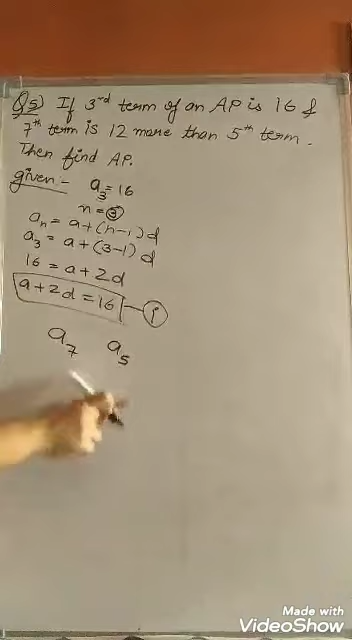 Q5) If 3rd term of an AP is 16 &
7th term is 12 more than 5th term.
Then find AP.
given:- a3 = 16
n = 3
an = a + (n-1) d
a3 = a + (3-1) d
16 = a + 2d
a + 2d = 16 — (i)
a7 a5
Made with
VideoShow